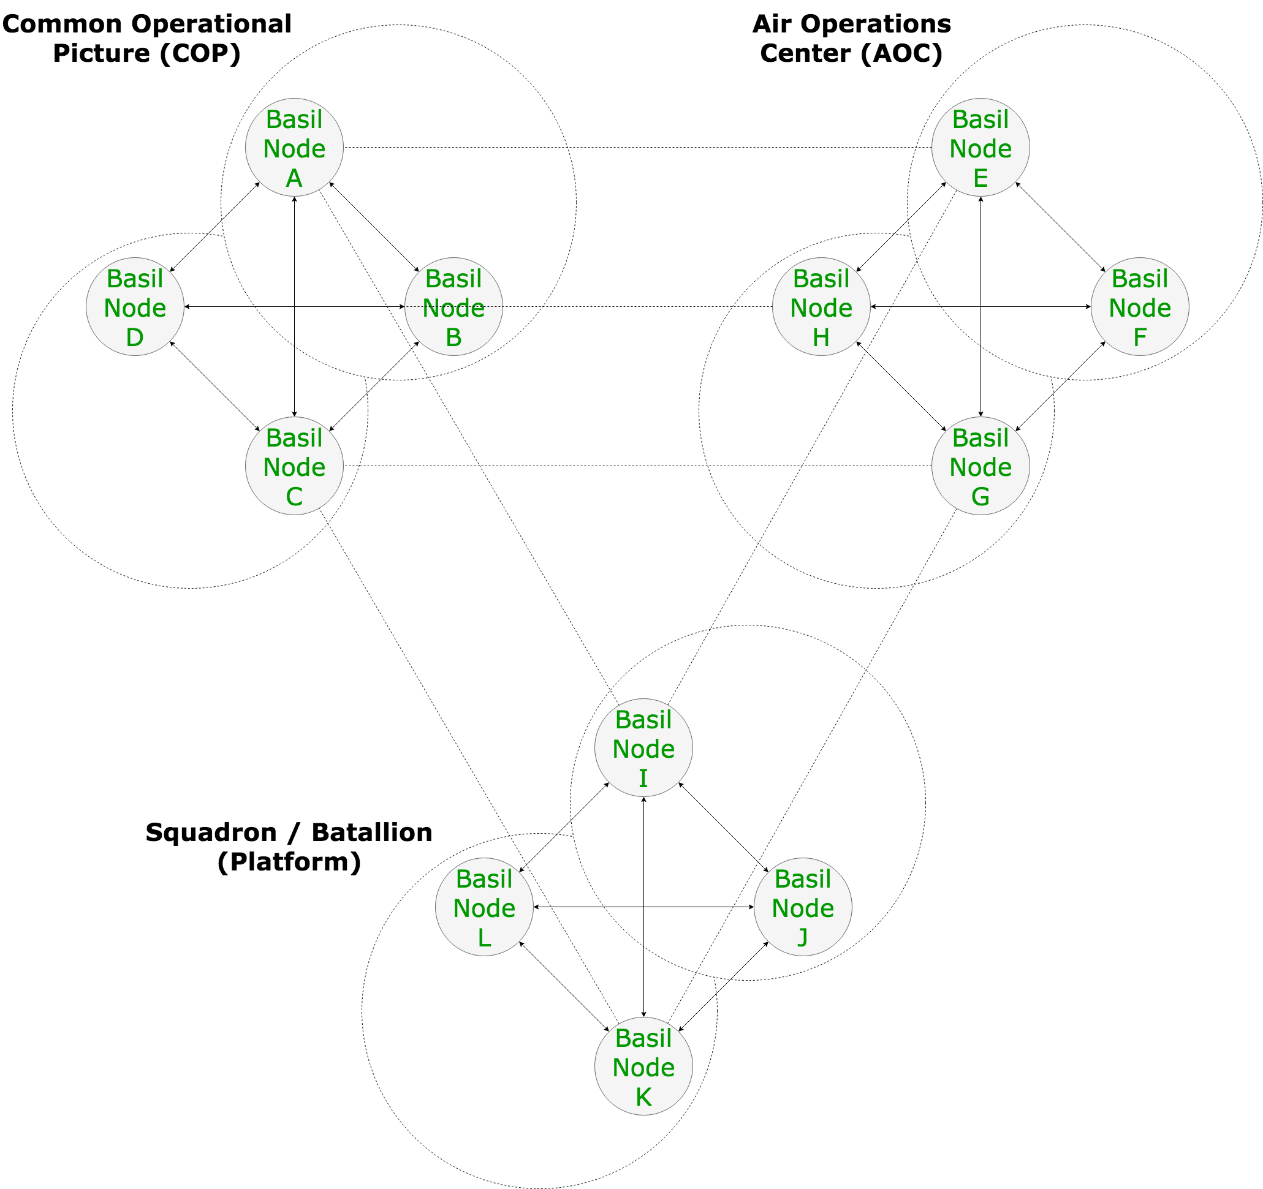 Common Operational
Picture (COP)
Air Operations
Center (AOC)
Basil
Node
A
Basil
Node
E
Basil
Node
D
Basil
Node
B
Basil
Node
H
Basil
Node
F
Basil
Node
C
Basil
Node
G
Basil
Node
I
Squadron / Batallion
(Platform)
Basil
Node
L
Basil
Node
J
Basil
Node
K